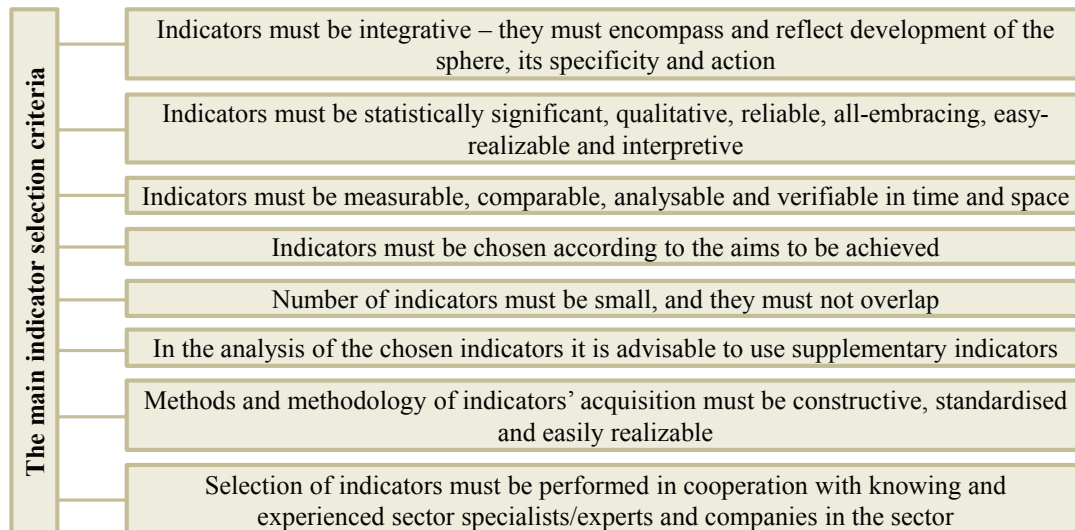 The main indicator selection criteria
Indicators must be integrative – they must encompass and reflect development of the
sphere, its specificity and action
Indicators must be statistically significant, qualitative, reliable, all-embracing, easy-
realizable and interpretive
Indicators must be measurable, comparable, analysable and verifiable in time and space
Indicators must be chosen according to the aims to be achieved
Number of indicators must be small, and they must not overlap
In the analysis of the chosen indicators it is advisable to use supplementary indicators
Methods and methodology of indicators’ acquisition must be constructive, standardised
and easily realizable
Selection of indicators must be performed in cooperation with knowing and
experienced sector specialists/experts and companies in the sector